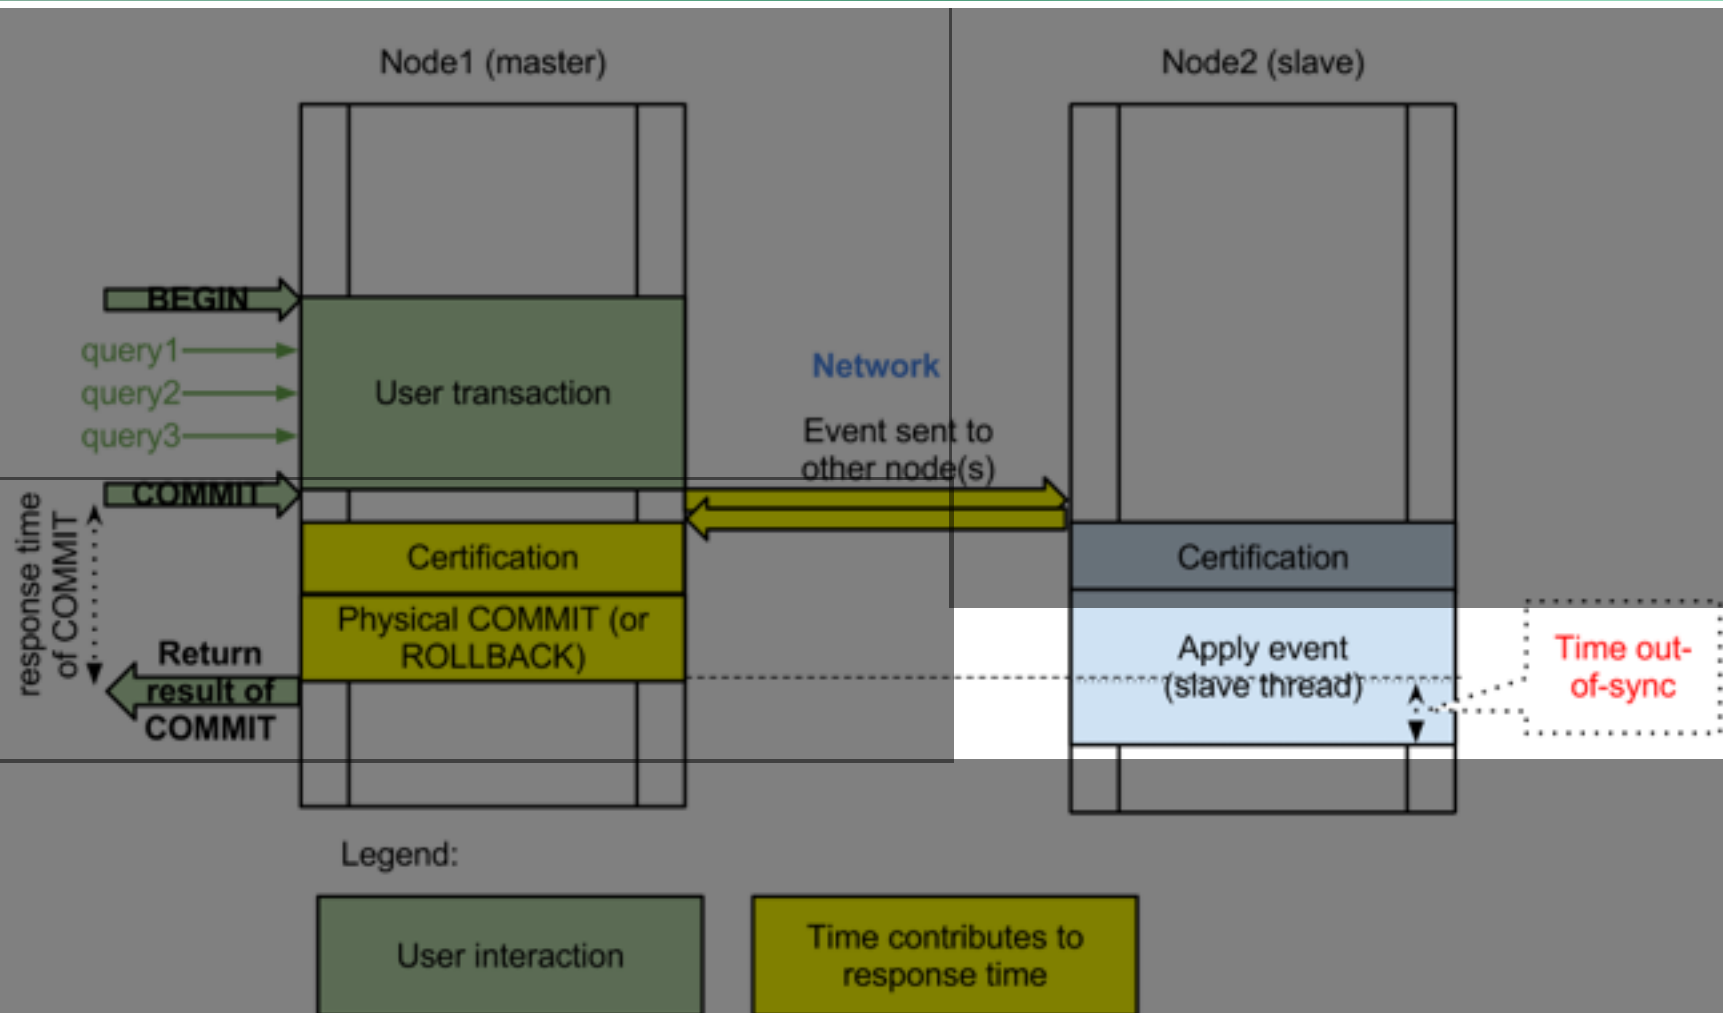 Node1 (master)
Node2 (slave)
BEGIN
query1
query2
query3
User transaction
Network
Event sent to
other node(s)
COMMIT
response time
of COMMIT
Certification
Certification
Physical COMMIT (or
ROLLBACK)
Return
result of
COMMIT
Apply event
(slave thread)
Time out-
of-sync
Legend:
User interaction
Time contributes to
response time